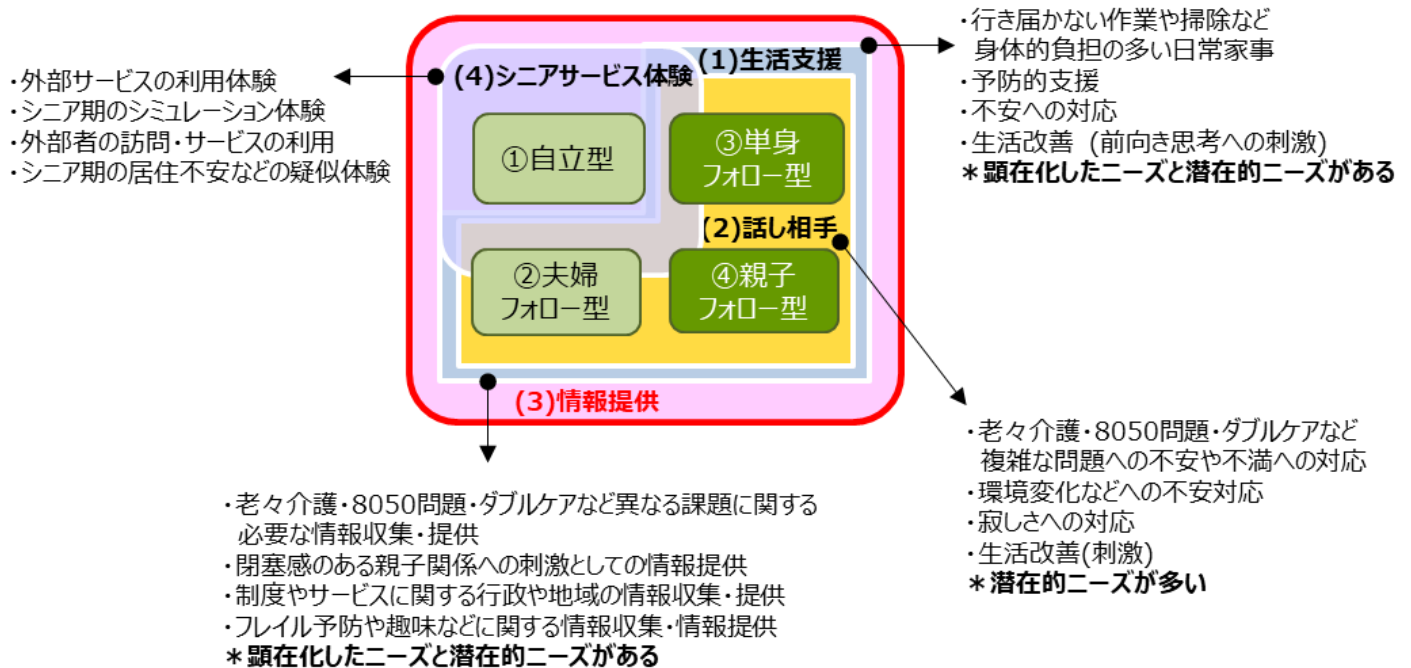 ・外部サービスの利用体験
・シニア期のシミュレーション体験
・外部者の訪問・サービスの利用
・シニア期の居住不安などの疑似体験
(4)シニアサービス体験
(1)生活支援
①自立型
③単身
フォロー型
(2)話し相手
②夫婦
フォロー型
④親子
フォロー型
(3)情報提供
・行き届かない作業や掃除など
身体的負担の多い日常家事
・予防的支援
・不安への対応
・生活改善 (前向き思考への刺激)
＊顕在化したニーズと潜在的ニーズがある
・老々介護・8050問題・ダブルケアなど
複雑な問題への不安や不満への対応
・環境変化などへの不安対応
・寂しさへの対応
・生活改善(刺激)
＊潜在的ニーズが多い
・老々介護・8050問題・ダブルケアなど異なる課題に関する
必要な情報収集・提供
・閉塞感のある親子関係への刺激としての情報提供
・制度やサービスに関する行政や地域の情報収集・提供
・フレイル予防や趣味などに関する情報収集・情報提供
＊顕在化したニーズと潜在的ニーズがある